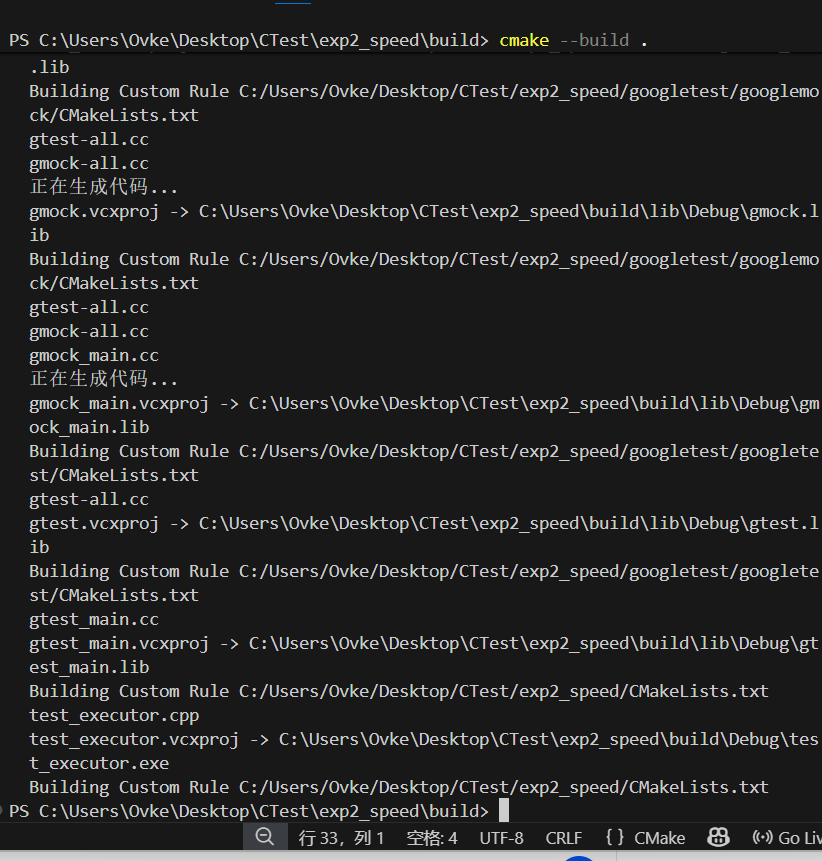 PS C:\Users\Ovke\Desktop\CTest\exp2_speed\build> cmake --build .
.lib
Building Custom Rule C:/Users/Ovke/Desktop/CTest/exp2_speed/googletest/googlemo
ck/CMakeLists.txt
gtest-all.cc
gmock-all.cc
正在生成代码...
gmock.vcxproj -> C:\Users\Ovke\Desktop\CTest\exp2_speed\build\lib\Debug\gmock.l
ib
Building Custom Rule C:/Users/Ovke/Desktop/CTest/exp2_speed/googletest/googlemo
ck/CMakeLists.txt
gtest-all.cc
gmock-all.cc
gmock_main.cc
正在生成代码...
gmock_main.vcxproj -> C:\Users\Ovke\Desktop\CTest\exp2_speed\build\lib\Debug\gm
ock_main.lib
Building Custom Rule C:/Users/Ovke/Desktop/CTest/exp2_speed/googletest/googlete
st/CMakeLists.txt
gtest-all.cc
gtest.vcxproj -> C:\Users\Ovke\Desktop\CTest\exp2_speed\build\lib\Debug\gtest.l
ib
Building Custom Rule C:/Users/Ovke/Desktop/CTest/exp2_speed/googletest/googlete
st/CMakeLists.txt
gtest_main.cc
gtest_main.vcxproj -> C:\Users\Ovke\Desktop\CTest\exp2_speed\build\lib\Debug\gt
est_main.lib
Building Custom Rule C:/Users/Ovke/Desktop/CTest/exp2_speed/CMakeLists.txt
test_executor.cpp
test_executor.vcxproj -> C:\Users\Ovke\Desktop\CTest\exp2_speed\build\Debug\tes
t_executor.exe
Building Custom Rule C:/Users/Ovke/Desktop/CTest/exp2_speed/CMakeLists.txt
PS C:\Users\Ovke\Desktop\CTest\exp2_speed\build>
行 33，列 1 空格: 4 UTF-8 CRLF { } CMake Go Liv